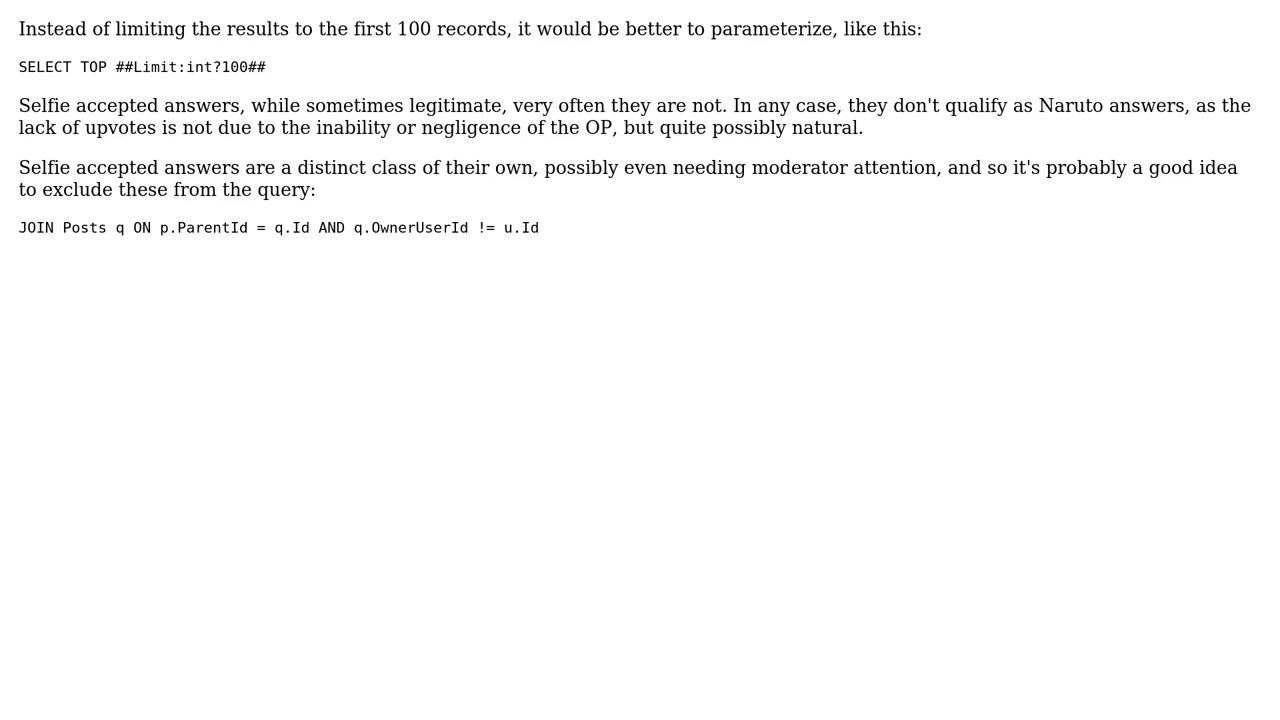 Instead of limiting the results to the first 100 records, it would be better to parameterize, like this:
SELECT TOP ##Limit:int?100##
Selfie accepted answers, while sometimes legitimate, very often they are not. In any case, they don't qualify as Naruto answers, as the
lack of upvotes is not due to the inability or negligence of the OP, but quite possibly natural.
Selfie accepted answers are a distinct class of their own, possibly even needing moderator attention, and so it's probably a good idea
to exclude these from the query:
JOIN Posts q ON p.ParentId = q.Id AND q.OwnerUserId != u.Id